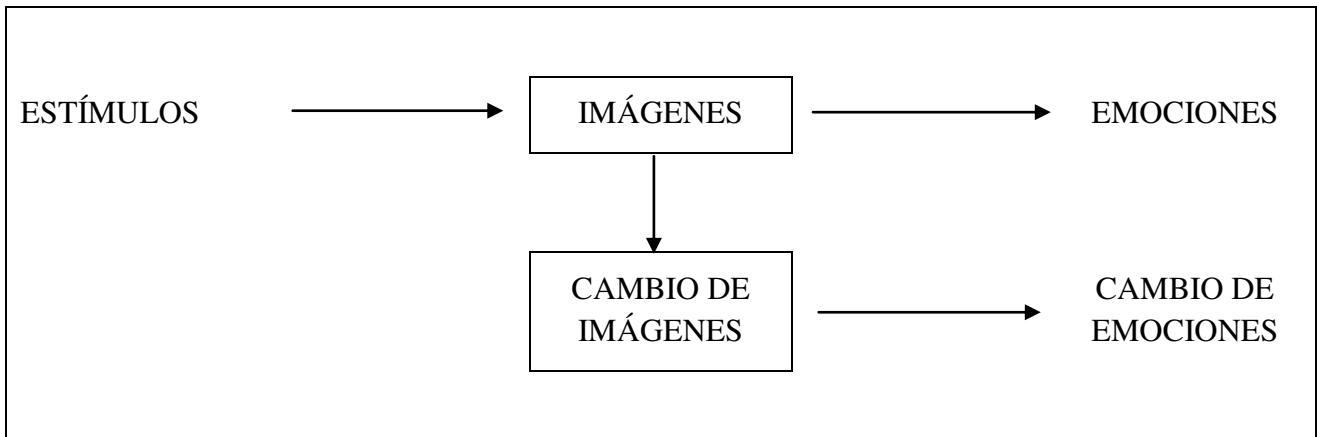 ESTÍMULOS
IMÁGENES
EMOCIONES
CAMBIO DE
IMÁGENES
CAMBIO DE
EMOCIONES